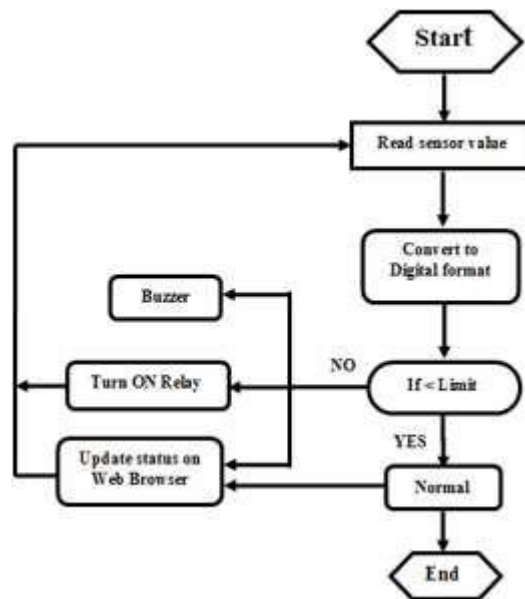 Start
Read sensor value
Convert to
Digital format
Buzzer
NO
If < Limit
Turn ON Relay
YES
Update status on
Web Browser
Normal
End